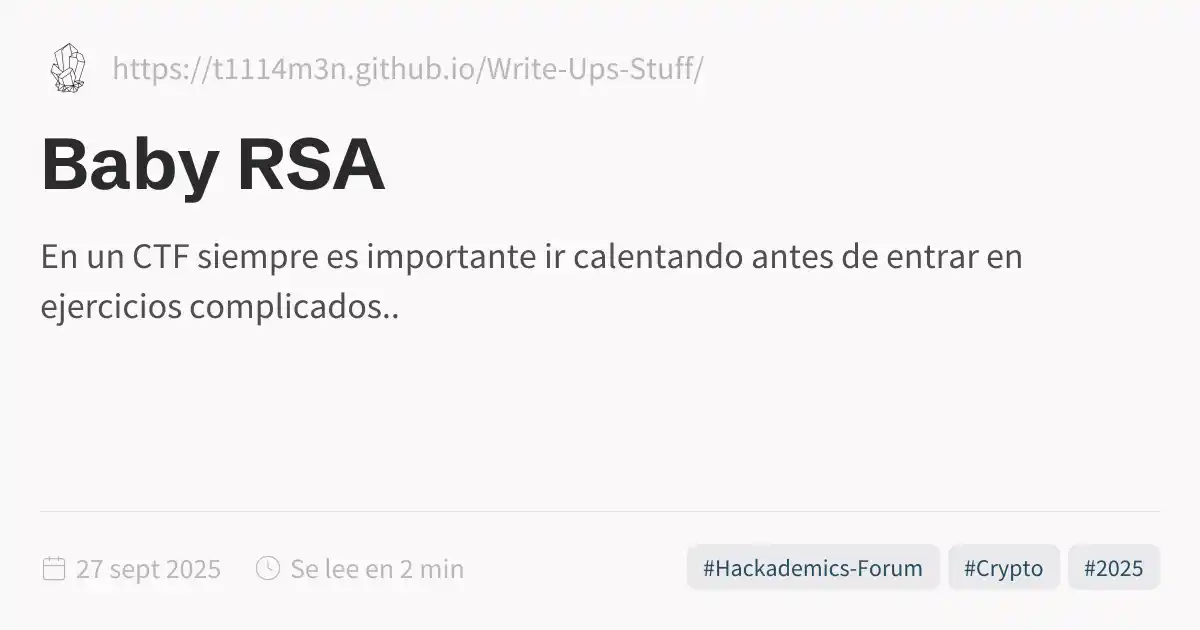 https://t1114m3n.github.io/Write-Ups-Stuff/
Baby RSA
En un CTF siempre es importante ir calentando antes de entrar en
ejercicios complicados..
27 sept 2025 Se lee en 2 min #Hackademics-Forum #Crypto #2025